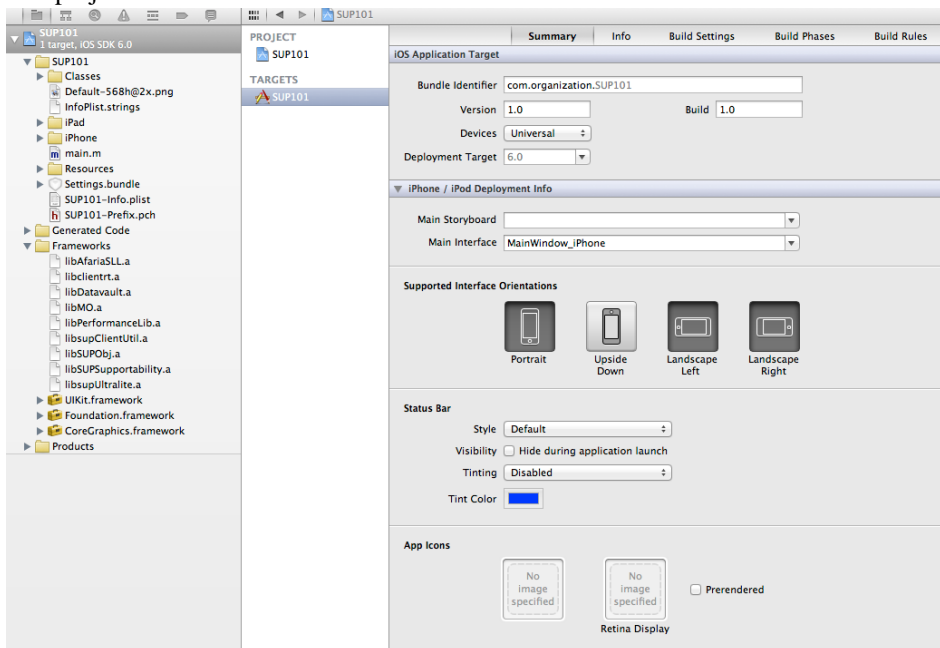 SUP101
SUP101
1 target, iOS SDK 6.0
SUP101
Classes
Default-568h@2x.png
InfoPlist.strings
iPad
iPhone
main.m
Resources
Settings.bundle
SUP101-Info.plist
SUP101-Prefix.pch
Generated Code
Frameworks
libAfariaSLL.a
libclientrt.a
libDatavault.a
libMO.a
libPerformanceLib.a
libsupClientUtil.a
libSUPObj.a
libSUPSupportability.a
libsupUltralite.a
UIKit.framework
Foundation.framework
CoreGraphics.framework
Products
PROJECT
SUP101
TARGETS
SUP101
Summary Info Build Settings Build Phases Build Rules
iOS Application Target
Bundle Identifier com.organization.SUP101
Version 1.0 Build 1.0
Devices Universal
Deployment Target 6.0
iPhone / iPod Deployment Info
Main Storyboard
Main Interface MainWindow_iPhone
Supported Interface Orientations
Portrait Upside Down Landscape Left Landscape Right
Status Bar
Style Default
Visibility Hide during application launch
Tinting Disabled
Tint Color
App Icons
No image specified No image specified Prerendered
Retina Display